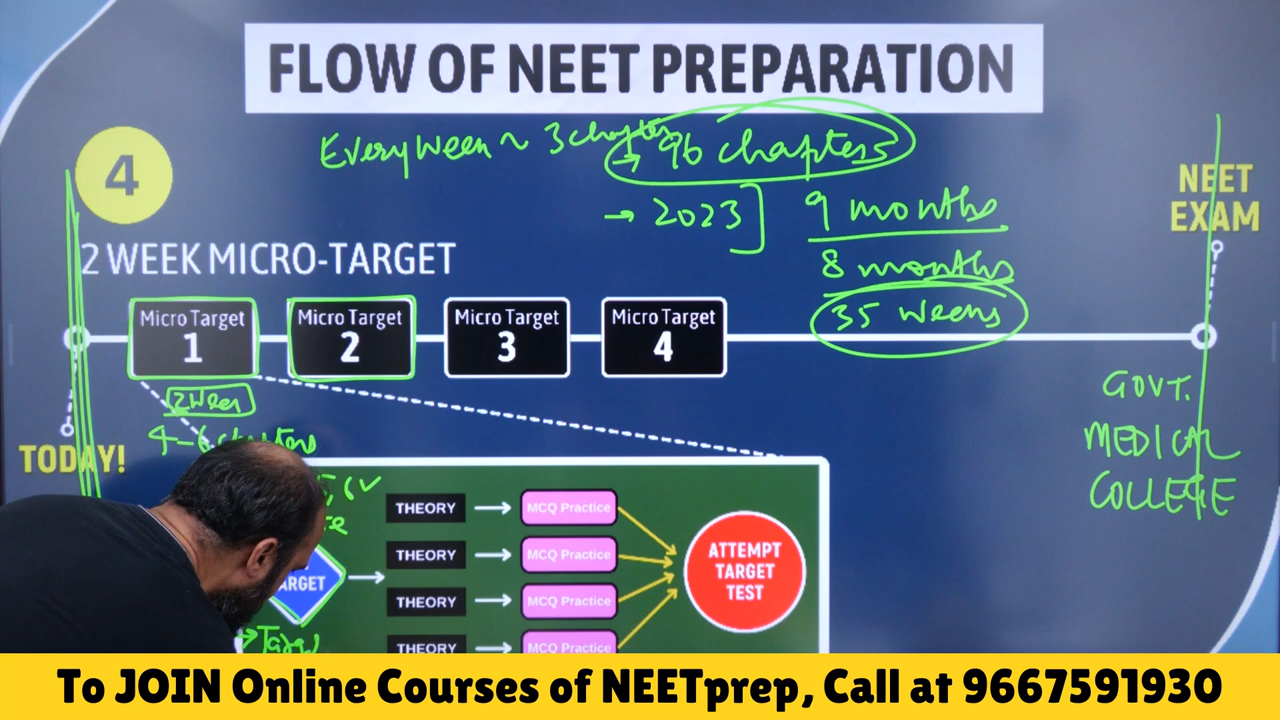 FLOW OF NEET PREPARATION
Every Week ~ 3 chapters
→ 96 chapters
4
→ 2023]
9 months
NEET
EXAM
2 WEEK MICRO-TARGET
8 months
35 weeks
Micro Target
1
Micro Target
2
Micro Target
3
Micro Target
4
2 Week
4-6 chapters
TODAY!
GOVT.
MEDICAL
COLLEGE
THEORY → MCQ Practice
THEORY → MCQ Practice
THEORY → MCQ Practice
THEORY → MCQ Practice
ARGET
ATTEMPT
TARGET
TEST
To JOIN Online Courses of NEETprep, Call at 9667591930